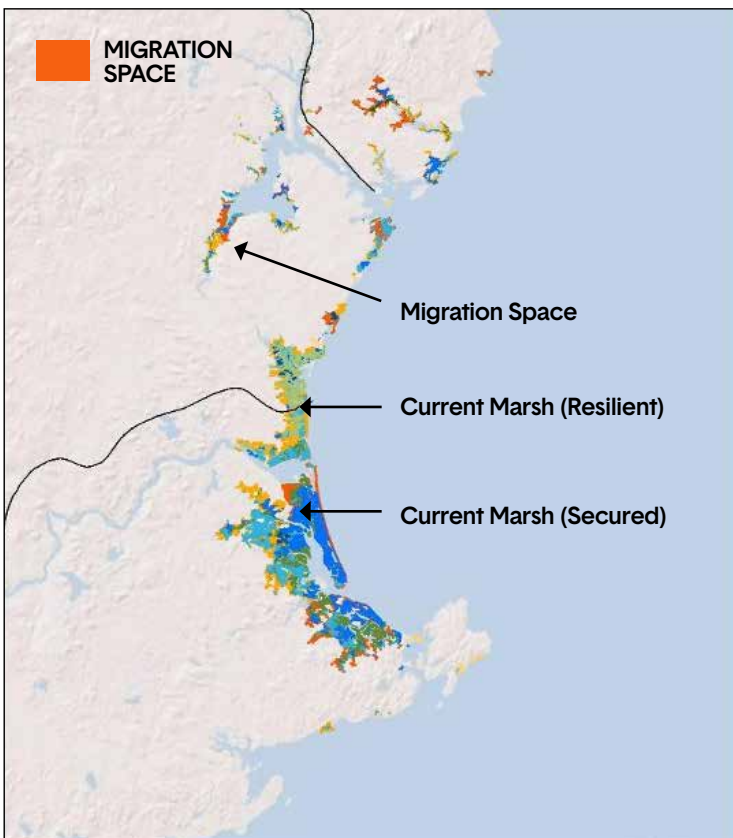 MIGRATION
SPACE
Migration Space
Current Marsh (Resilient)
Current Marsh (Secured)